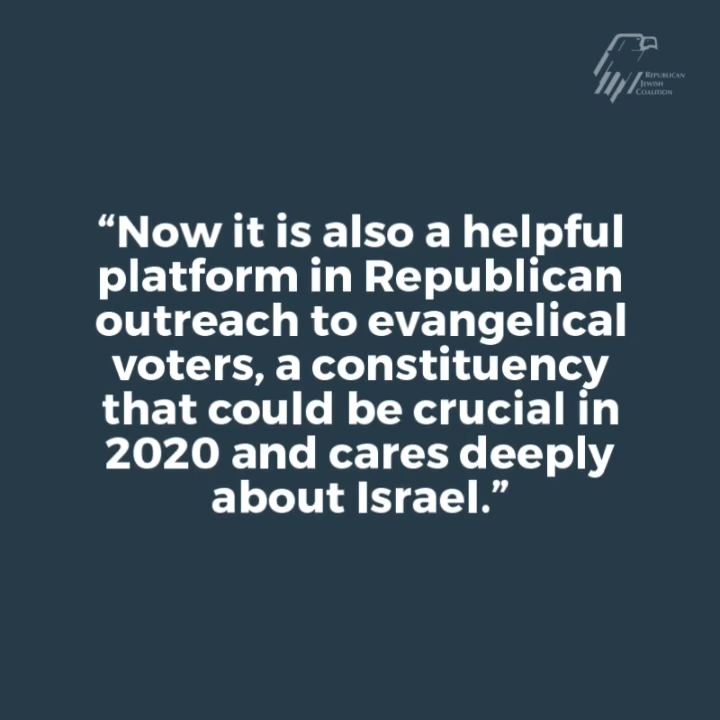 REPUBLICAN
JEWISH
COALITION
“Now it is also a helpful
platform in Republican
outreach to evangelical
voters, a constituency
that could be crucial in
2020 and cares deeply
about Israel.”